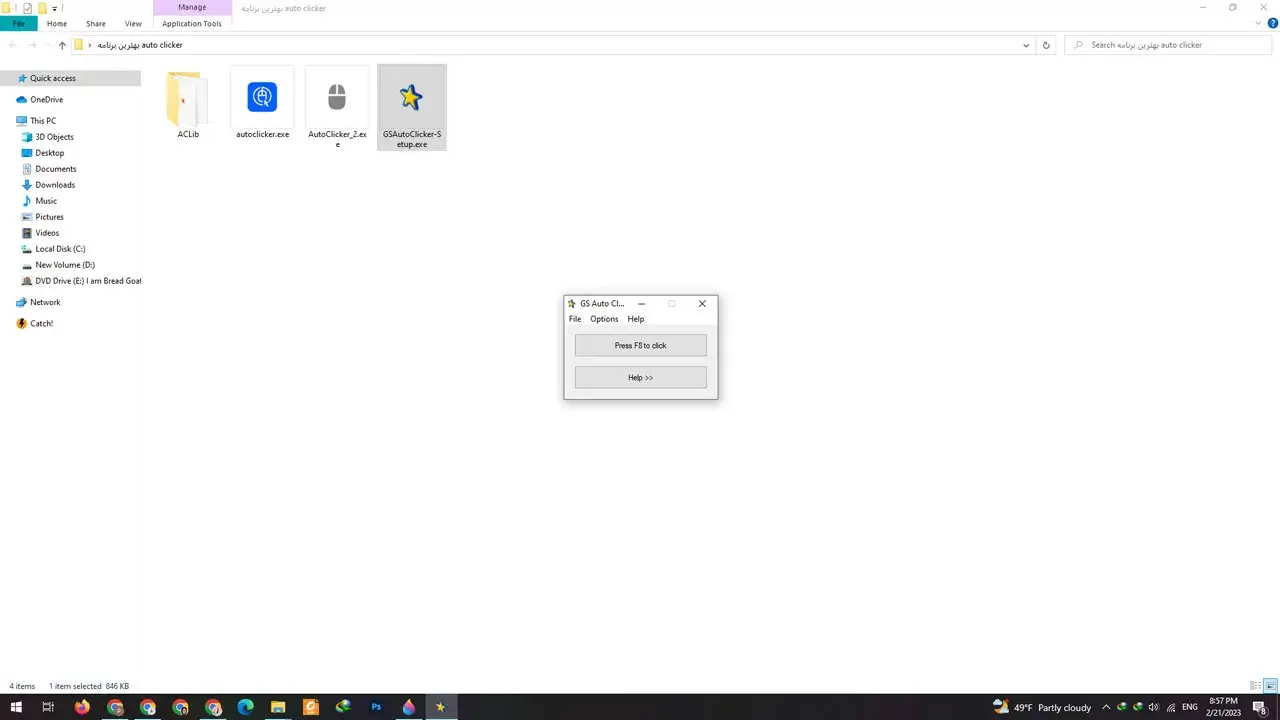 Manage
بهترین برنامه auto clicker
File
Home
Share
View
Application Tools
بهترین برنامه auto clicker
Search بهترین برنامه auto clicker
Quick access
OneDrive
This PC
3D Objects
Desktop
Documents
Downloads
Music
Pictures
Videos
Local Disk (C:)
New Volume (D:)
DVD Drive (E:) I am Bread Goat
Network
Catch!
ACLib
autoclicker.exe
AutoClicker_2.ex
e
GSAutoClicker-S
etup.exe
GS Auto Cl...
File Options Help
Press F8 to click
Help >>
4 items 1 item selected 846 KB
Ps
49°F Partly cloudy
ENG
8:57 PM
2/21/2023
8